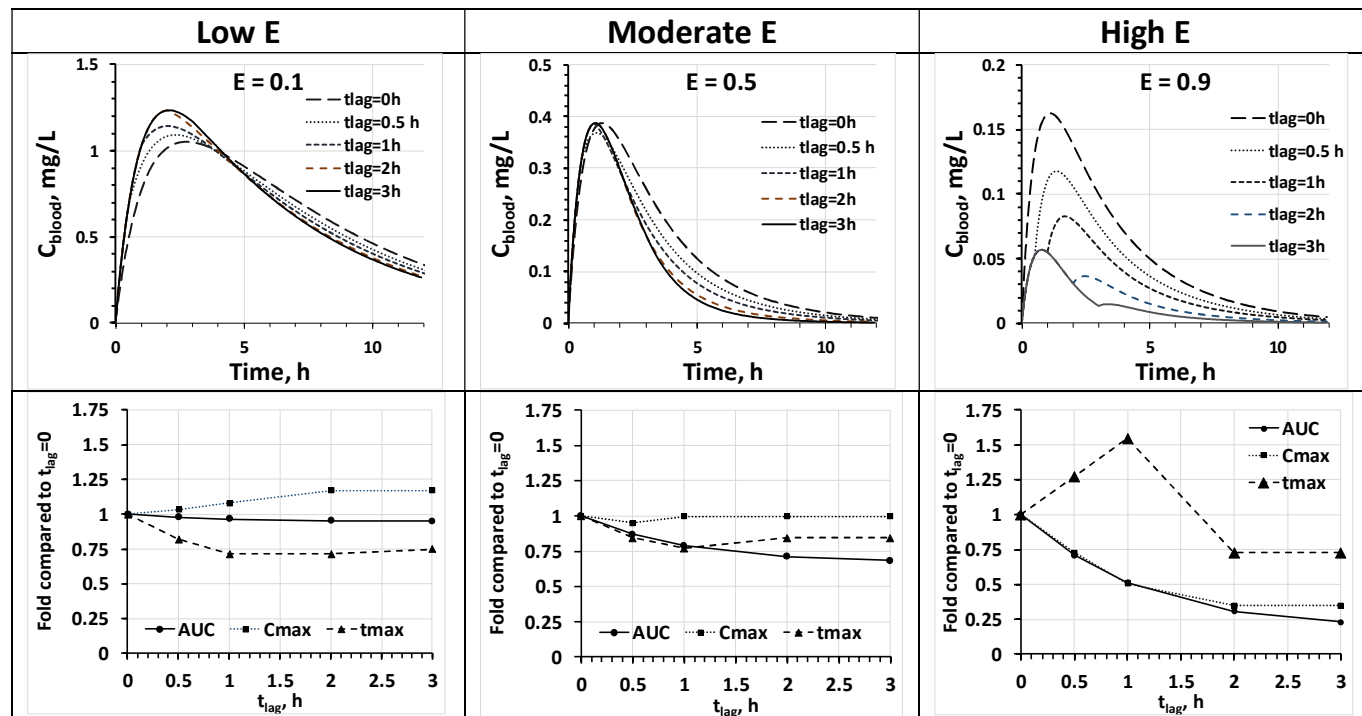 Low E
Moderate E
High E
E = 0.1
tlag=0h
tlag=0.5 h
tlag=1h
tlag=2h
tlag=3h
1.5
1
0.5
0
0
5
10
Cblood, mg/L
Time, h
E = 0.5
tlag=0h
tlag=0.5 h
tlag=1h
tlag=2h
tlag=3h
0.5
0.4
0.3
0.2
0.1
0
0
5
10
Cblood, mg/L
Time, h
E = 0.9
tlag=0h
tlag=0.5 h
tlag=1h
tlag=2h
tlag=3h
0.2
0.15
0.1
0.05
0
0
5
10
Cblood, mg/L
Time, h
1.75
1.5
1.25
1
0.75
0.5
0.25
0
0
0.5
1
1.5
2
2.5
3
Fold compared to tlag=0
AUC
Cmax
tmax
tlag, h
1.75
1.5
1.25
1
0.75
0.5
0.25
0
0
0.5
1
1.5
2
2.5
3
Fold compared to tlag=0
AUC
Cmax
tmax
tlag, h
1.75
1.5
1.25
1
0.75
0.5
0.25
0
0
0.5
1
1.5
2
2.5
3
Fold compared to tlag=0
AUC
Cmax
tmax
tlag, h